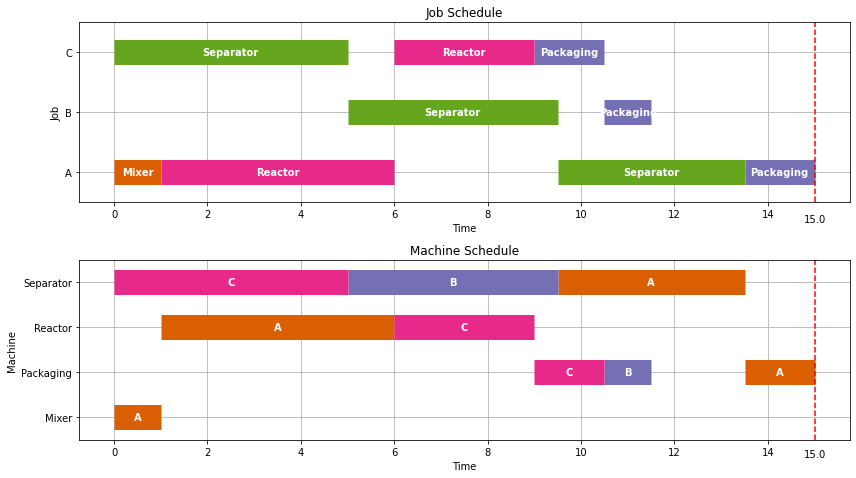 Job Schedule
C Separator Reactor Packaging
Job
B Separator Packaging
A Mixer Reactor Separator Packaging
0 2 4 6 8 10 12 14 15.0
Time
Machine Schedule
Separator C B A
Reactor A C
Machine
Packaging C B A
Mixer A
0 2 4 6 8 10 12 14 15.0
Time